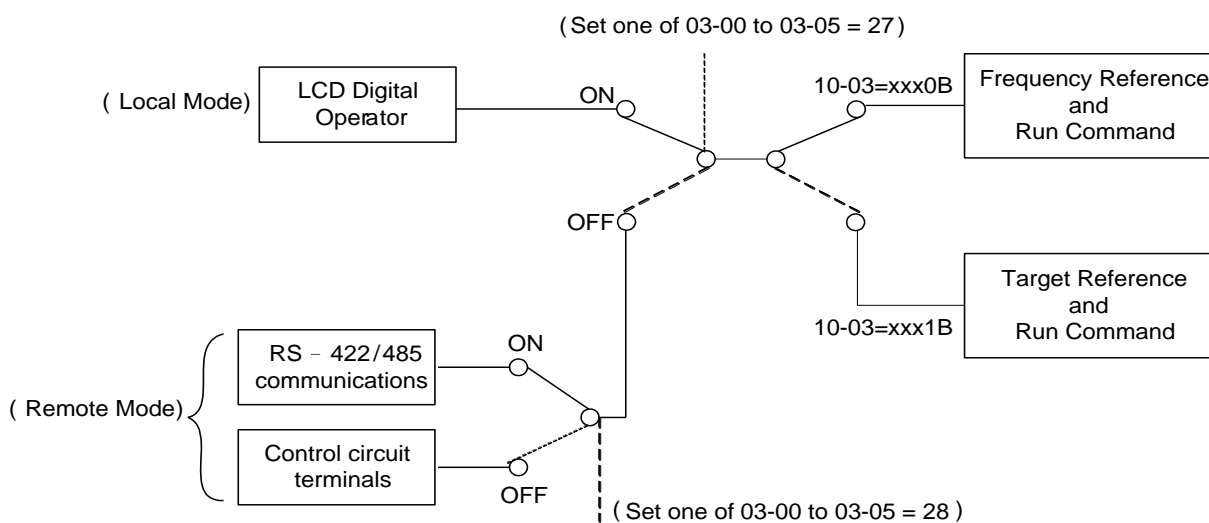 (Set one of 03-00 to 03-05 = 27)
( Local Mode)
LCD Digital
Operator
ON
10-03=xxx0B
Frequency Reference
and
Run Command
OFF
10-03=xxx1B
Target Reference
and
Run Command
( Remote Mode)
RS – 422/485
communications
ON
Control circuit
terminals
OFF
(Set one of 03-00 to 03-05 = 28 )